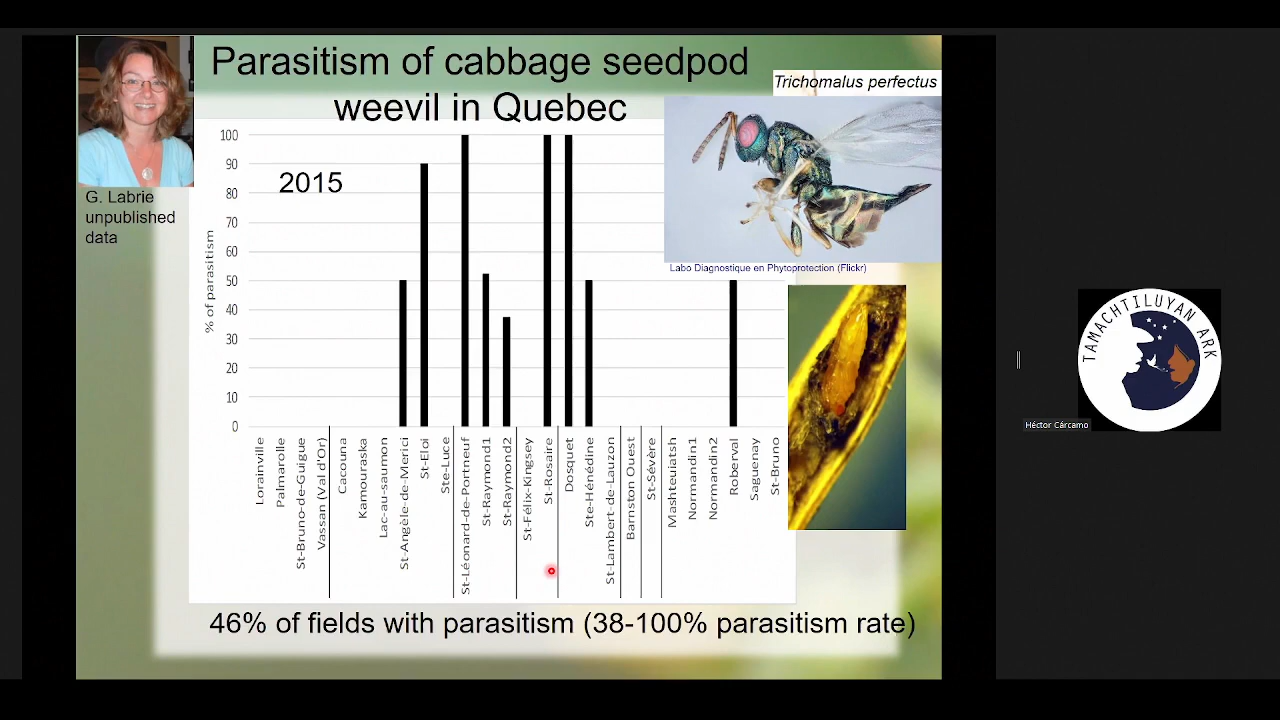 Parasitism of cabbage seedpod
weevil in Quebec
Trichomalus perfectus
G. Labrie
unpublished
data
2015
Labo Diagnostique en Phytoprotection (Flickr)
% of parasitism
100
90
80
70
60
50
40
30
20
10
0
Lorainville
Palmarolle
St-Bruno-de-Guigue
Vassan (Val d'Or)
Cacouna
Kamouraska
Lac-au-saumon
St-Angèle-de-Merici
St-Eloi
Ste-Luce
St-Léonard-de-Portneuf
St-Raymond1
St-Raymond2
St-Félix-Kingsey
St-Rosaire
Dosquet
Ste-Hénédine
St-Lambert-de-Lauzon
Barnston Ouest
St-Sévère
Mashteuiatsh
Normandin1
Normandin2
Roberval
Saguenay
St-Bruno
46% of fields with parasitism (38-100% parasitism rate)
TAMACHTILUYAN ARK
Héctor Cárcamo